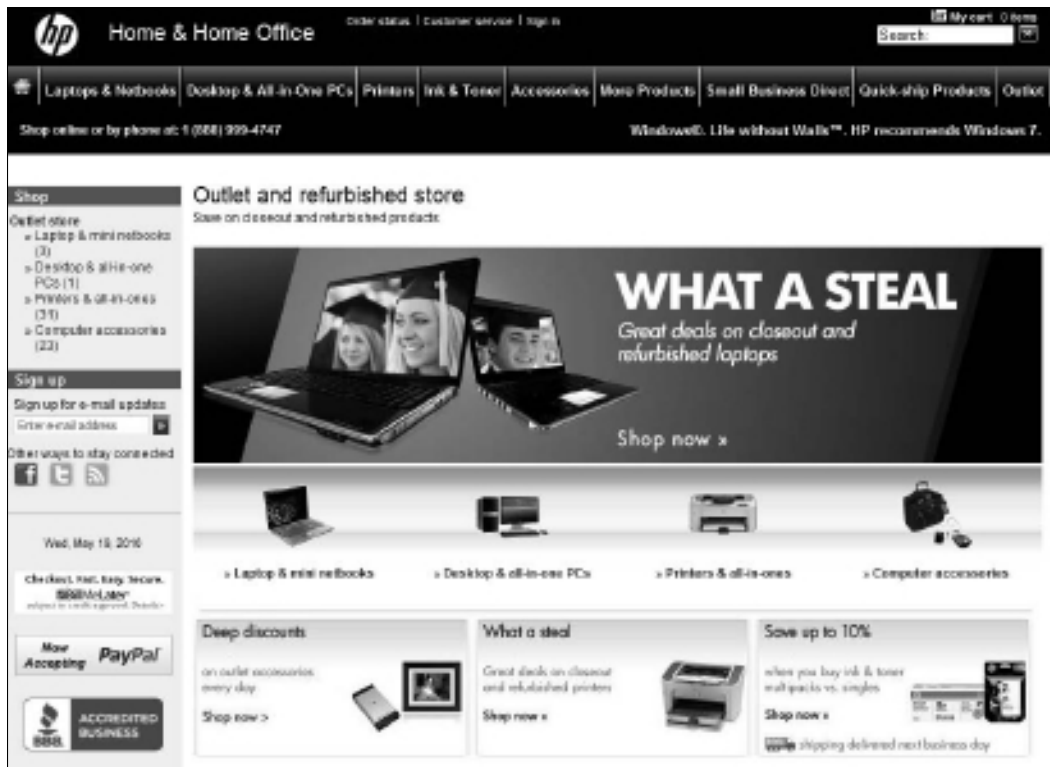 hp
Home & Home Office
Order status | Customer service | Sign in
My cart 0 items
Search:
Laptops & Netbooks
Desktop & All-in-One PCs
Printers
Ink & Toner
Accessories
More Products
Small Business Direct
Quick-ship Products
Outlet
Shop online or by phone at: 1 (888) 999-4747
Windows®. Life without Walls™. HP recommends Windows 7.
Shop
Outlet store
» Laptop & mini netbooks
(3)
» Desktop & all-in-one
PCs (1)
» Printers & all-in-ones
(31)
» Computer accessories
(23)
Sign up
Sign up for e-mail updates
Enter e-mail address
Other ways to stay connected
f t
Wed, May 19, 2010
Checkout. Fast. Easy. Secure.
BillMeLater
subject to credit approval. Details>
Now
Accepting PayPal
BBB.
ACCREDITED
BUSINESS
Outlet and refurbished store
Save on closeout and refurbished products
WHAT A STEAL
Great deals on closeout and
refurbished laptops
Shop now »
» Laptop & mini netbooks
» Desktop & all-in-one PCs
» Printers & all-in-ones
» Computer accessories
Deep discounts
on outlet accessories
every day
Shop now >
What a steal
Great deals on closeout
and refurbished printers
Shop now »
Save up to 10%
when you buy ink & toner
multipacks vs. singles
Shop now »
shipping delivered next business day